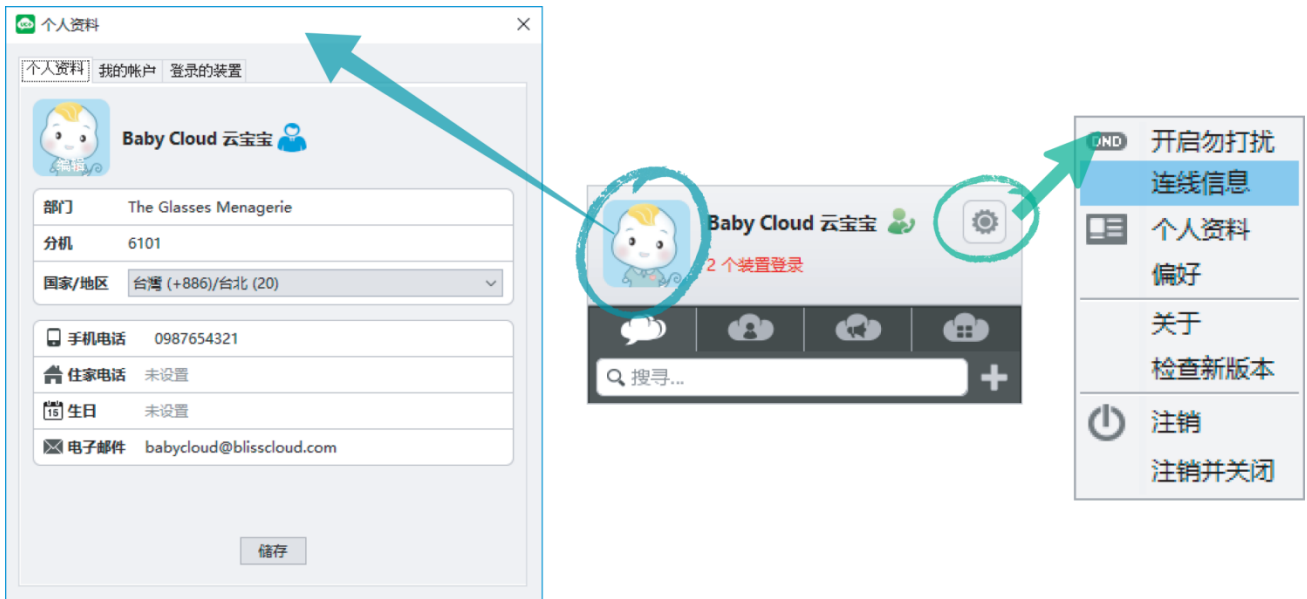 个人资料
个人资料 我的帐户 登录的装置
Baby Cloud 云宝宝
编辑
部门 The Glasses Menagerie
分机 6101
国家/地区 台灣 (+886)/台北 (20)
手机电话 0987654321
住家电话 未设置
15 生日 未设置
电子邮件 babycloud@blisscloud.com
储存
Baby Cloud 云宝宝
2 个装置登录
搜寻...
DND 开启勿打扰
连线信息
个人资料
偏好
关于
检查新版本
注销
注销并关闭